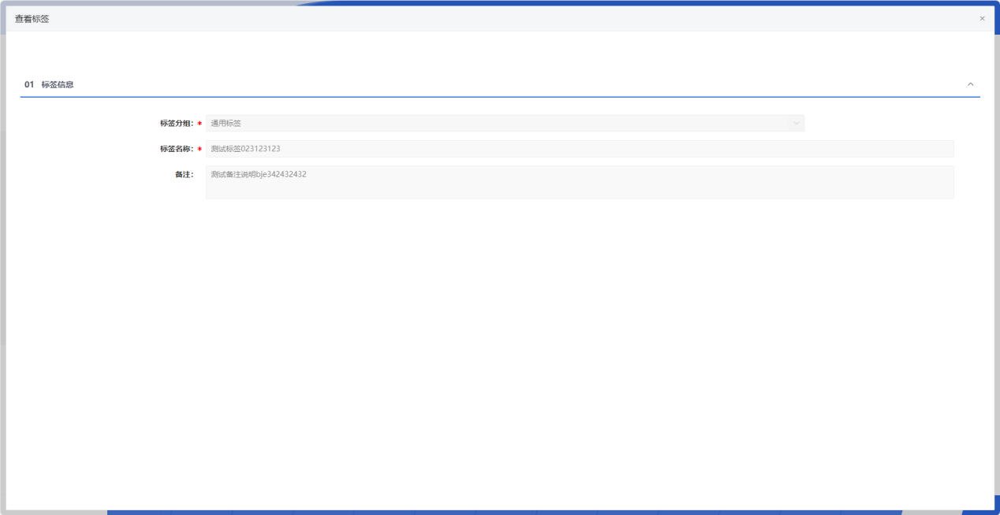 查看标签
01 标签信息
标签分组：* 通用标签
标签名称：* 测试标签023123123
备注： 测试备注说明bje342432432